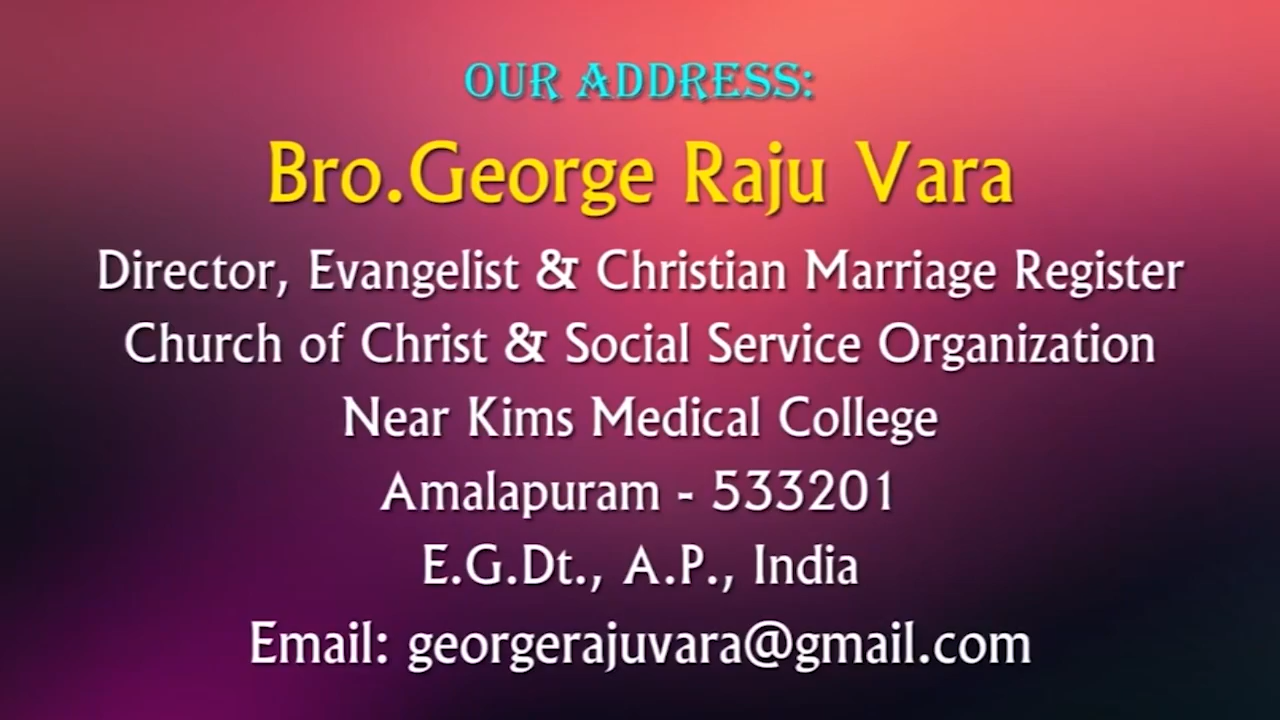 OUR ADDRESS:
Bro.George Raju Vara
Director, Evangelist & Christian Marriage Register
Church of Christ & Social Service Organization
Near Kims Medical College
Amalapuram - 533201
E.G.Dt., A.P., India
Email: georgerajuvara@gmail.com